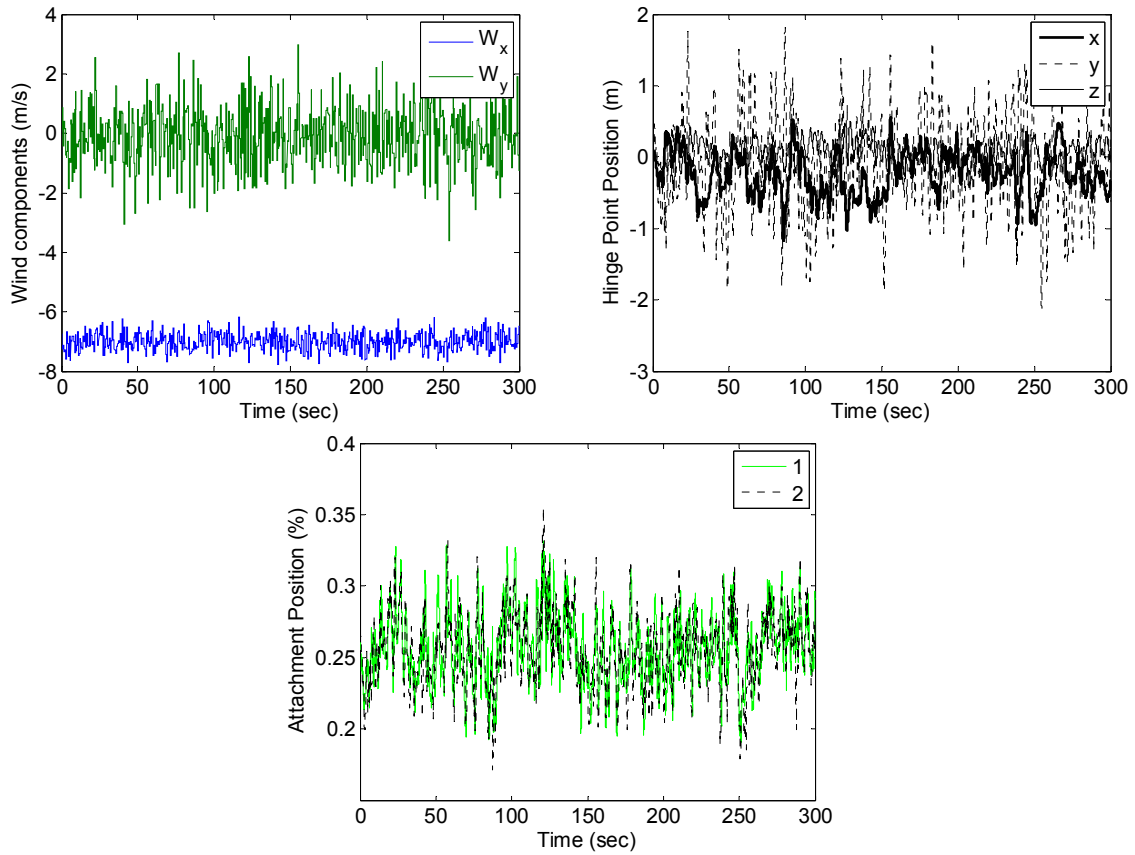 4
2
0
-2
-4
-6
-8
Wind components (m/s)
W_x
W_y
0 50 100 150 200 250 300
Time (sec)
2
1
0
-1
-2
-3
Hinge Point Position (m)
x
y
z
0 50 100 150 200 250 300
Time (sec)
0.4
0.35
0.3
0.25
0.2
Attachment Position (%)
1
2
0 50 100 150 200 250 300
Time (sec)